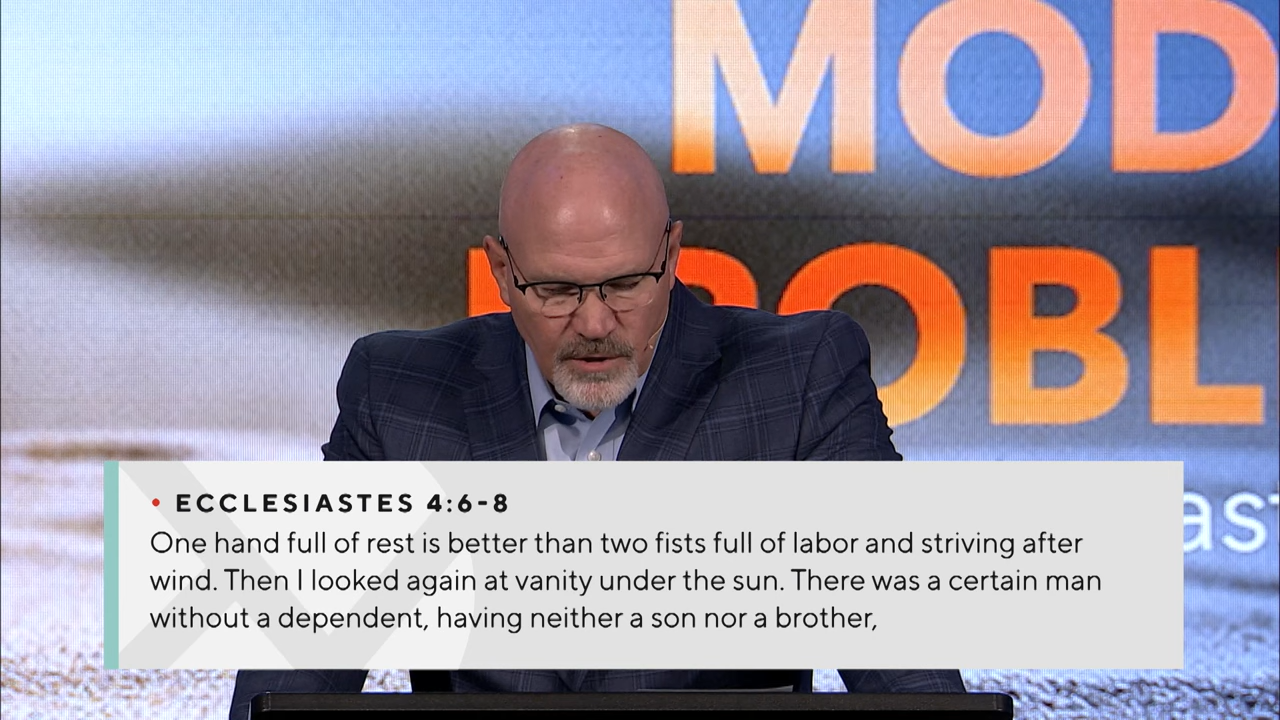 MOD
ROBL
ast
• ECCLESIASTES 4:6-8
One hand full of rest is better than two fists full of labor and striving after
wind. Then I looked again at vanity under the sun. There was a certain man
without a dependent, having neither a son nor a brother,